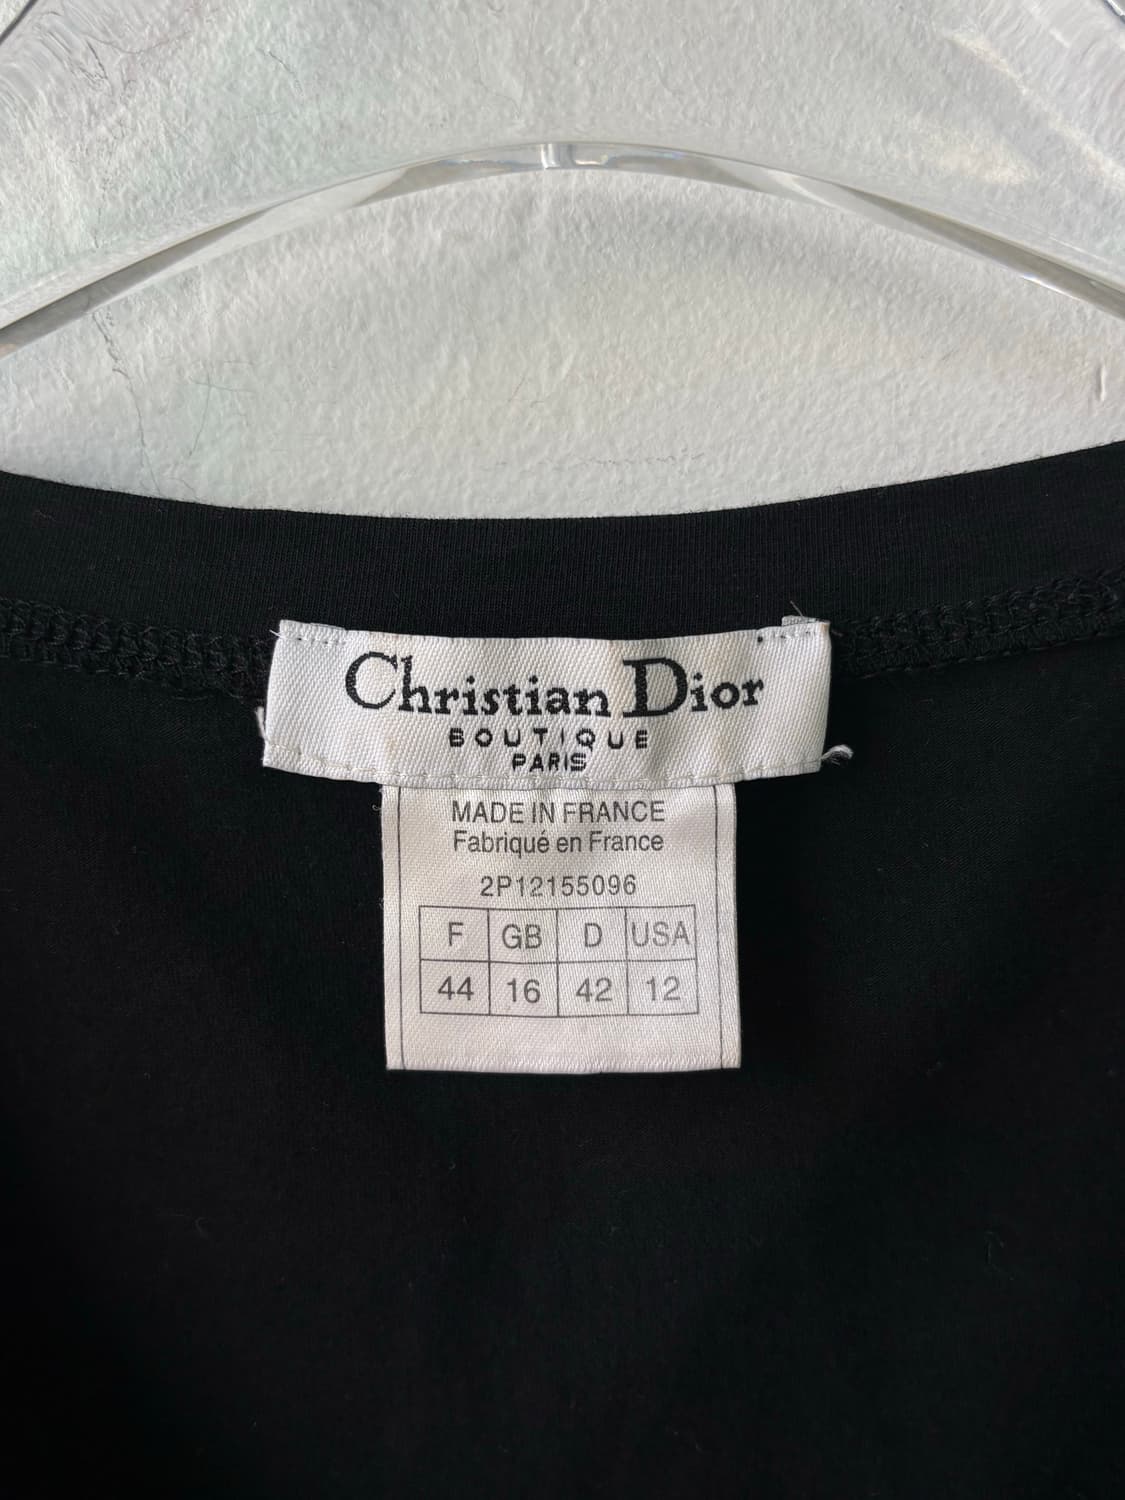 Christian Dior
BOUTIQUE
PARIS
MADE IN FRANCE
Fabriqué en France
2P12155096
F GB D USA
44 16 42 12